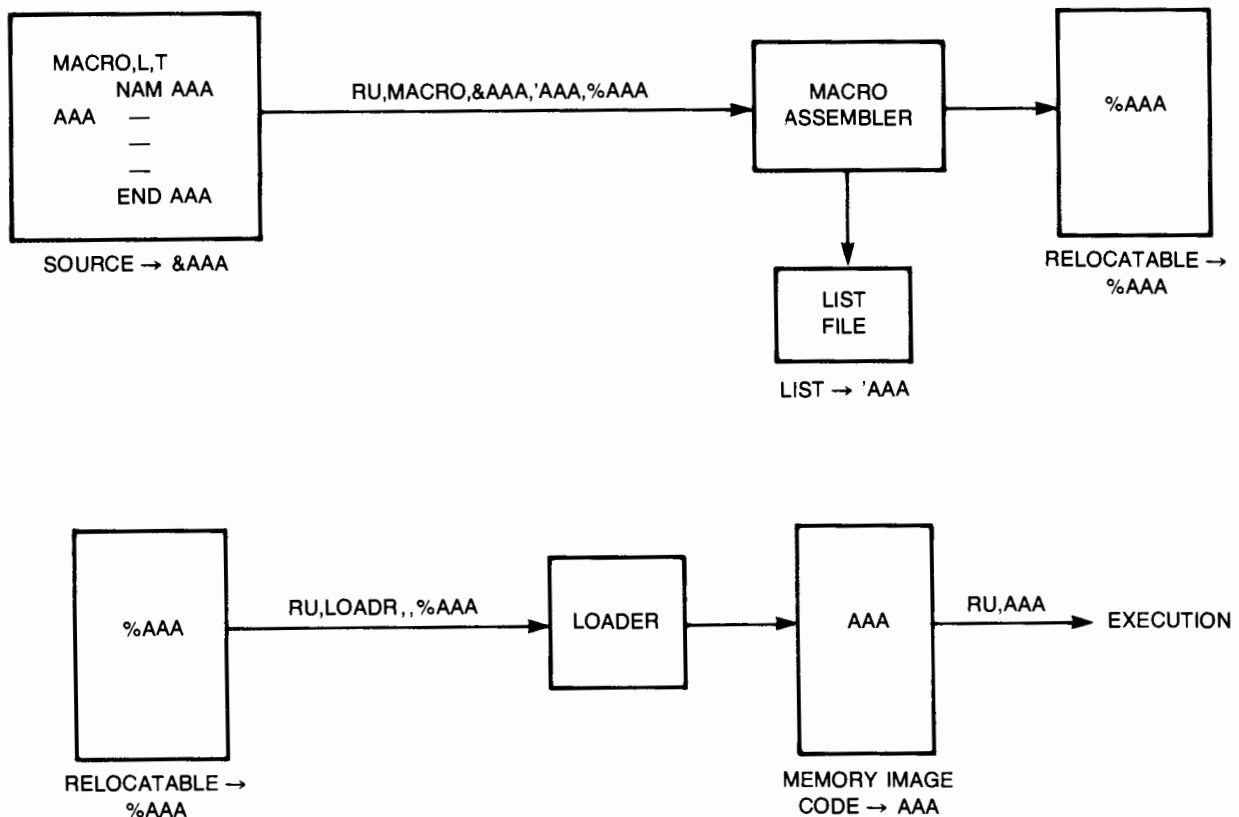 MACRO,L,T
NAM AAA
AAA —
—
—
END AAA
SOURCE → &AAA
RU,MACRO,&AAA,'AAA,%AAA
MACRO
ASSEMBLER
%AAA
RELOCATABLE →
%AAA
LIST
FILE
LIST → 'AAA
%AAA
RELOCATABLE →
%AAA
RU,LOADR,,%AAA
LOADER
AAA
MEMORY IMAGE
CODE → AAA
RU,AAA
EXECUTION